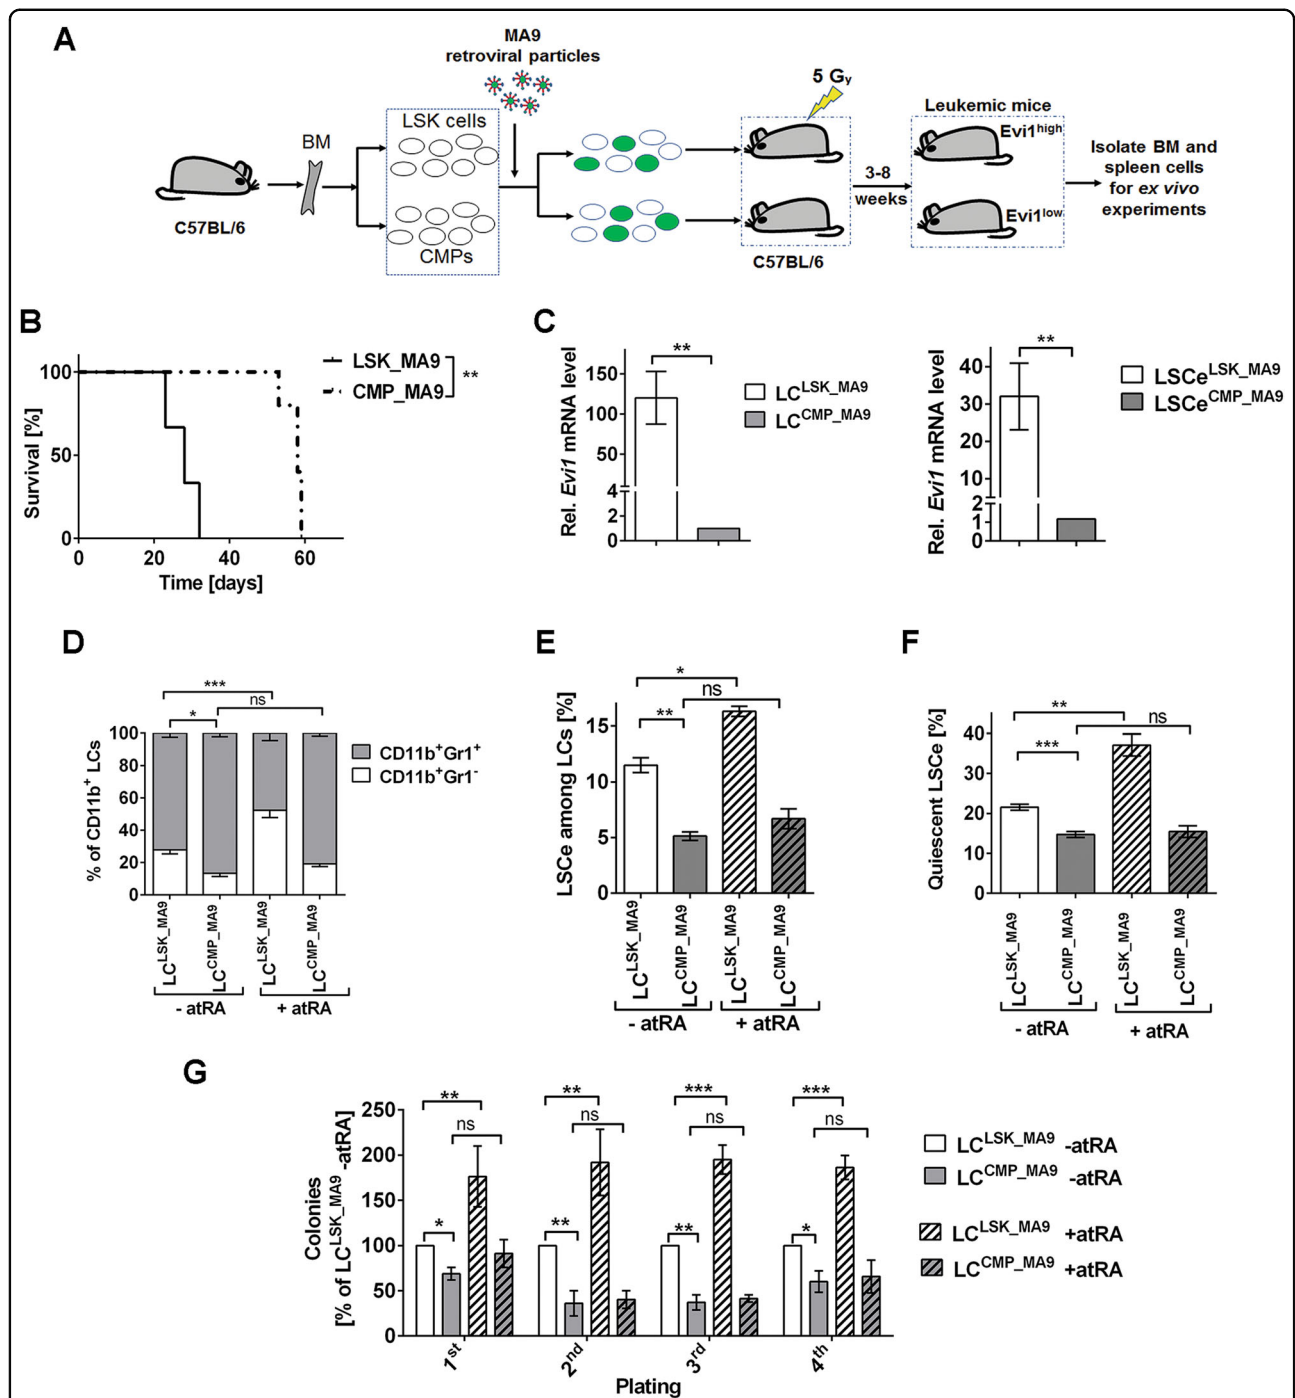 A
MA9
retroviral particles
5 Gy
LSK cells
Leukemic mice
BM
Evi1high
Isolate BM and
spleen cells
for ex vivo
experiments
3-8
weeks
C57BL/6
Evi1low
CMPs
C57BL/6
B
100
50
0
Survival [%]
0 20 40 60
Time [days]
LSK_MA9
CMP_MA9
**
C
Rel. Evi1 mRNA level
150
100
50
4
2
0
**
LCLSK_MA9
LCCMP_MA9
Rel. Evi1 mRNA level
40
30
20
10
2
1
0
**
LSCeLSK_MA9
LSCeCMP_MA9
D
% of CD11b+ LCs
100
80
60
40
20
0
***
ns
*
CD11b+Gr1+
CD11b+Gr1-
LCLSK_MA9
LCCMP_MA9
LCLSK_MA9
LCCMP_MA9
- atRA
+ atRA
E
LSCe among LCs [%]
15
10
5
0
*
ns
**
LCLSK_MA9
LCCMP_MA9
LCLSK_MA9
LCCMP_MA9
- atRA
+ atRA
F
Quiescent LSCe [%]
40
30
20
10
0
**
ns
***
LCLSK_MA9
LCCMP_MA9
LCLSK_MA9
LCCMP_MA9
- atRA
+ atRA
G
Colonies
[% of LCLSK_MA9 -atRA]
250
200
150
100
50
0
** ** *** ***
ns ns ns ns
* ** ** *
1st 2nd 3rd 4th
Plating
LCLSK_MA9 -atRA
LCCMP_MA9 -atRA
LCLSK_MA9 +atRA
LCCMP_MA9 +atRA